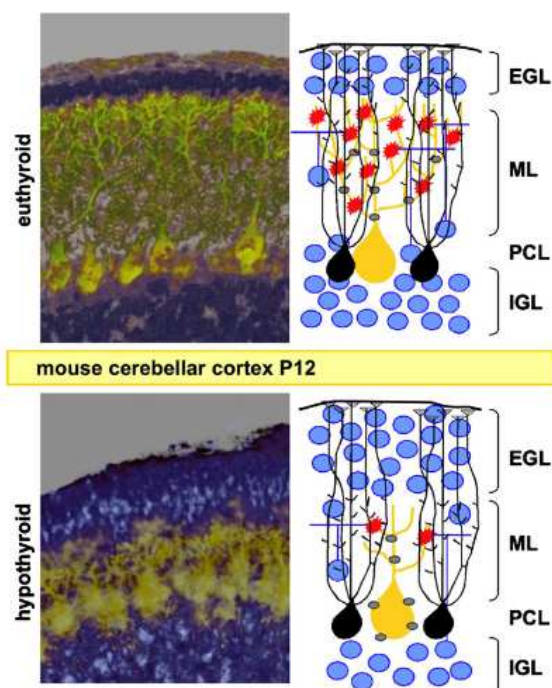 euthyroid
EGL
ML
PCL
IGL
mouse cerebellar cortex P12
hypothyroid
EGL
ML
PCL
IGL